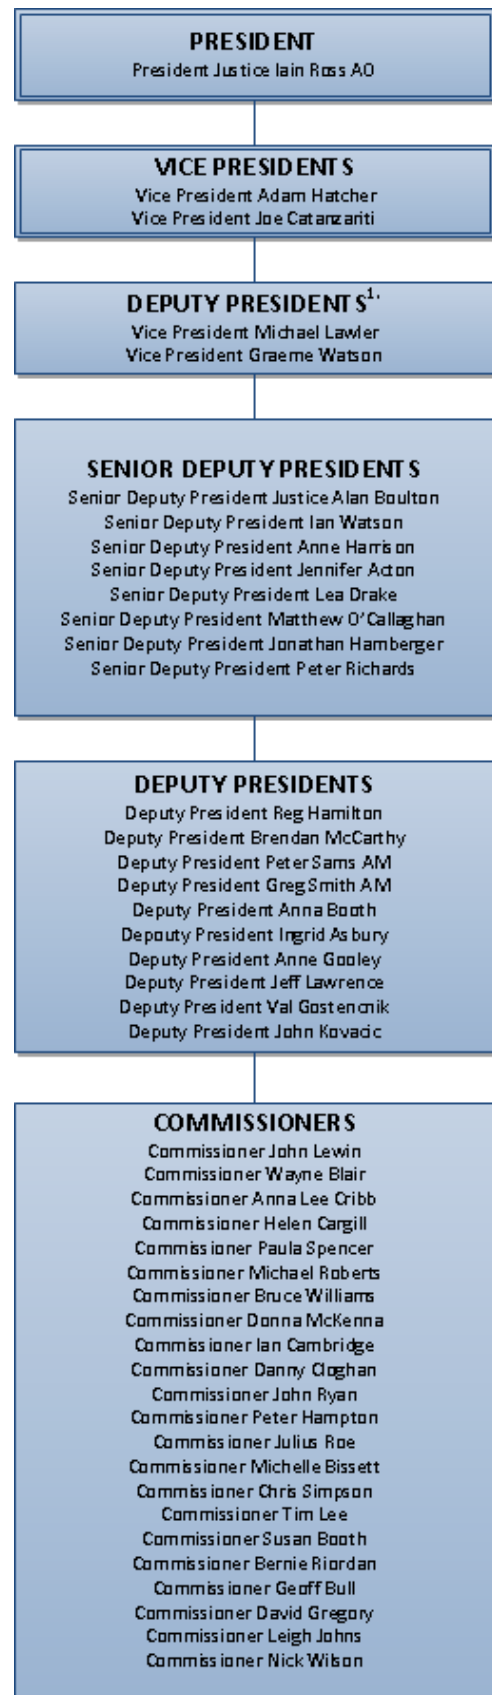 PRESIDENT
President Justice Iain Ross AO
VICE PRESIDENTS
Vice President Adam Hatcher
Vice President Joe Catanzariti
DEPUTY PRESIDENTS1.
Vice President Michael Lawler
Vice President Graeme Watson
SENIOR DEPUTY PRESIDENTS
Senior Deputy President Justice Alan Boulton
Senior Deputy President Ian Watson
Senior Deputy President Anne Harrison
Senior Deputy President Jennifer Acton
Senior Deputy President Lea Drake
Senior Deputy President Matthew O'Callaghan
Senior Deputy President Jonathan Hamberger
Senior Deputy President Peter Richards
DEPUTY PRESIDENTS
Deputy President Reg Hamilton
Deputy President Brendan McCarthy
Deputy President Peter Sams AM
Deputy President Greg Smith AM
Deputy President Anna Booth
Depouty President Ingrid Asbury
Deputy President Anne Gooley
Deputy President Jeff Lawrence
Deputy President Val Gostencnik
Deputy President John Kovacic
COMMISSIONERS
Commissioner John Lewin
Commissioner Wayne Blair
Commissioner Anna Lee Cribb
Commissioner Helen Cargill
Commissioner Paula Spencer
Commissioner Michael Roberts
Commissioner Bruce Williams
Commissioner Donna McKenna
Commissioner Ian Cambridge
Commissioner Danny Cloghan
Commissioner John Ryan
Commissioner Peter Hampton
Commissioner Julius Roe
Commissioner Michelle Bissett
Commissioner Chris Simpson
Commissioner Tim Lee
Commissioner Susan Booth
Commissioner Bernie Riordan
Commissioner Geoff Bull
Commissioner David Gregory
Commissioner Leigh Johns
Commissioner Nick Wilson